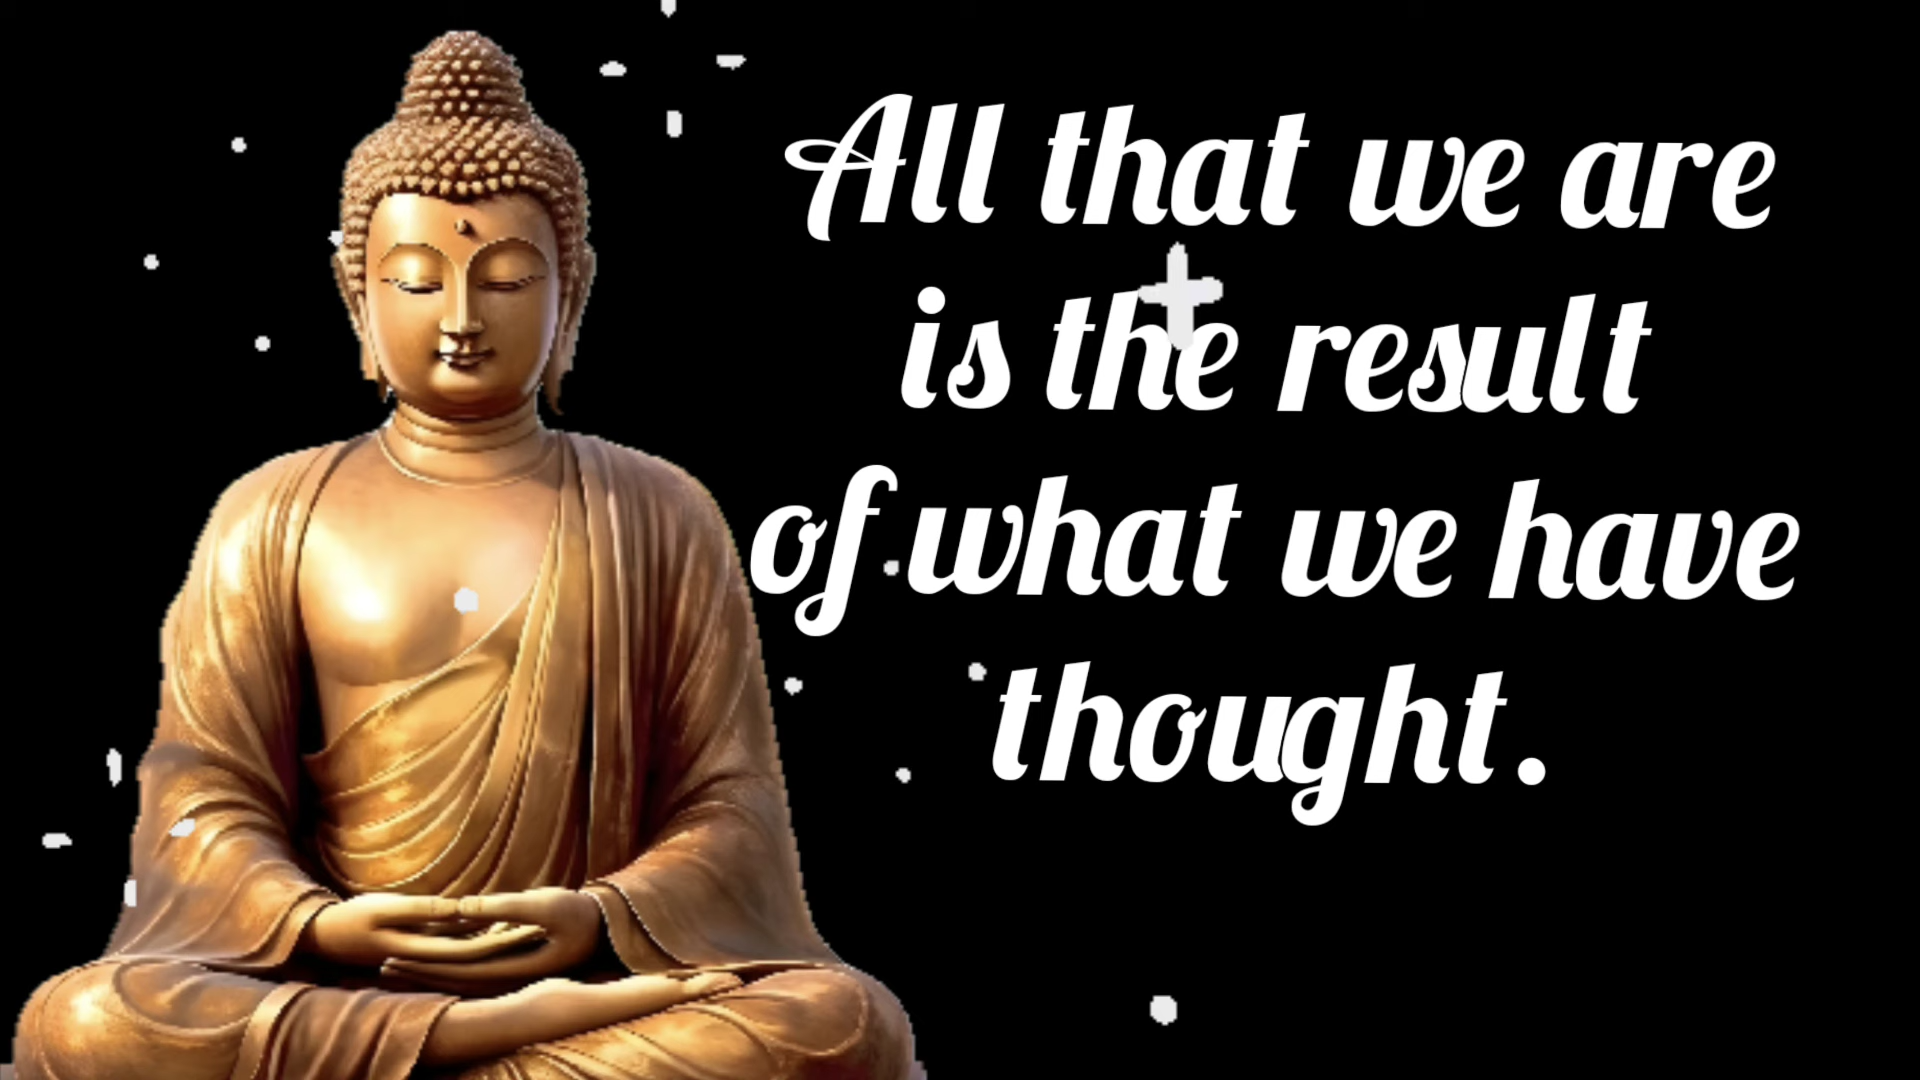 All that we are
is the result
of what we have
thought.